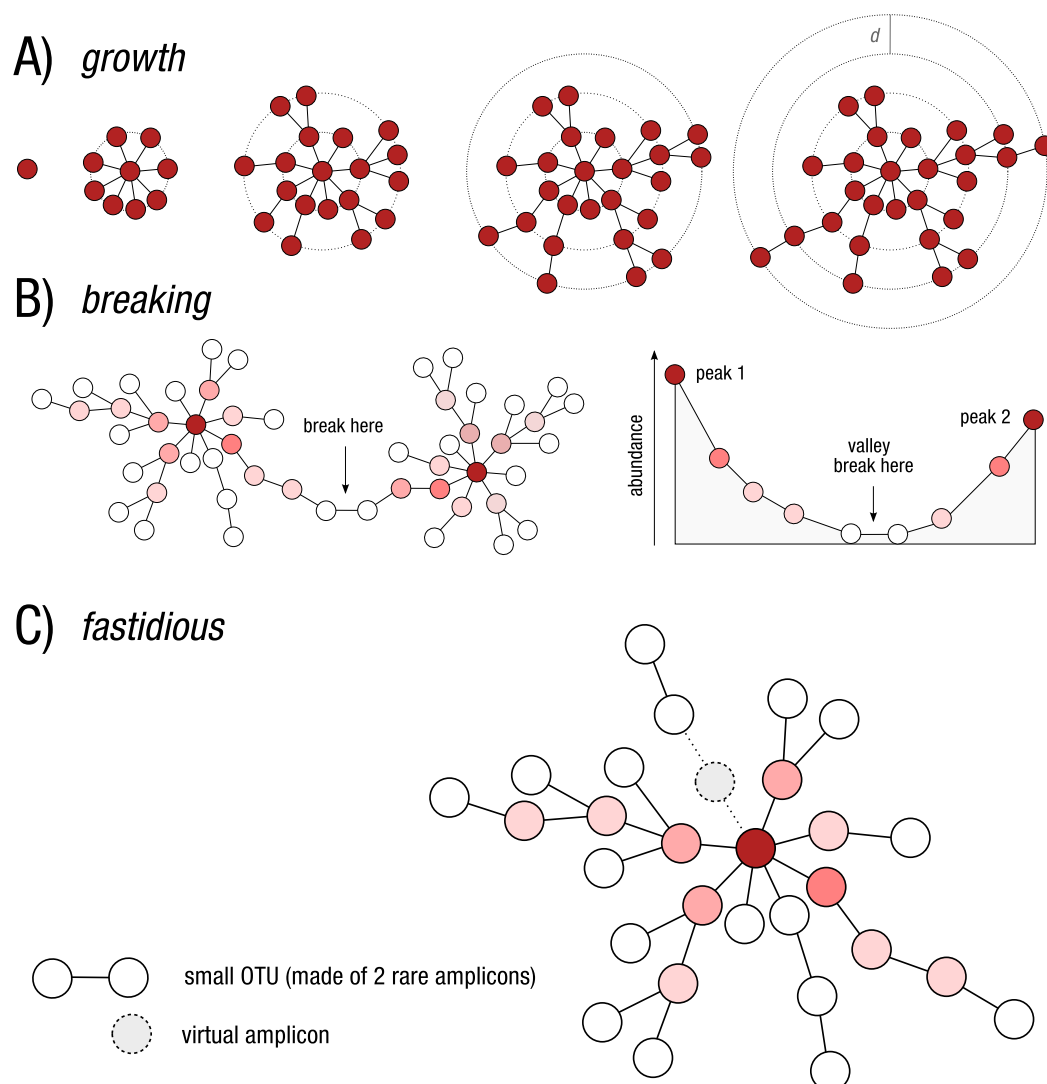 A) growth
d
B) breaking
break here
abundance
peak 1
peak 2
valley
break here
C) fastidious
small OTU (made of 2 rare amplicons)
virtual amplicon